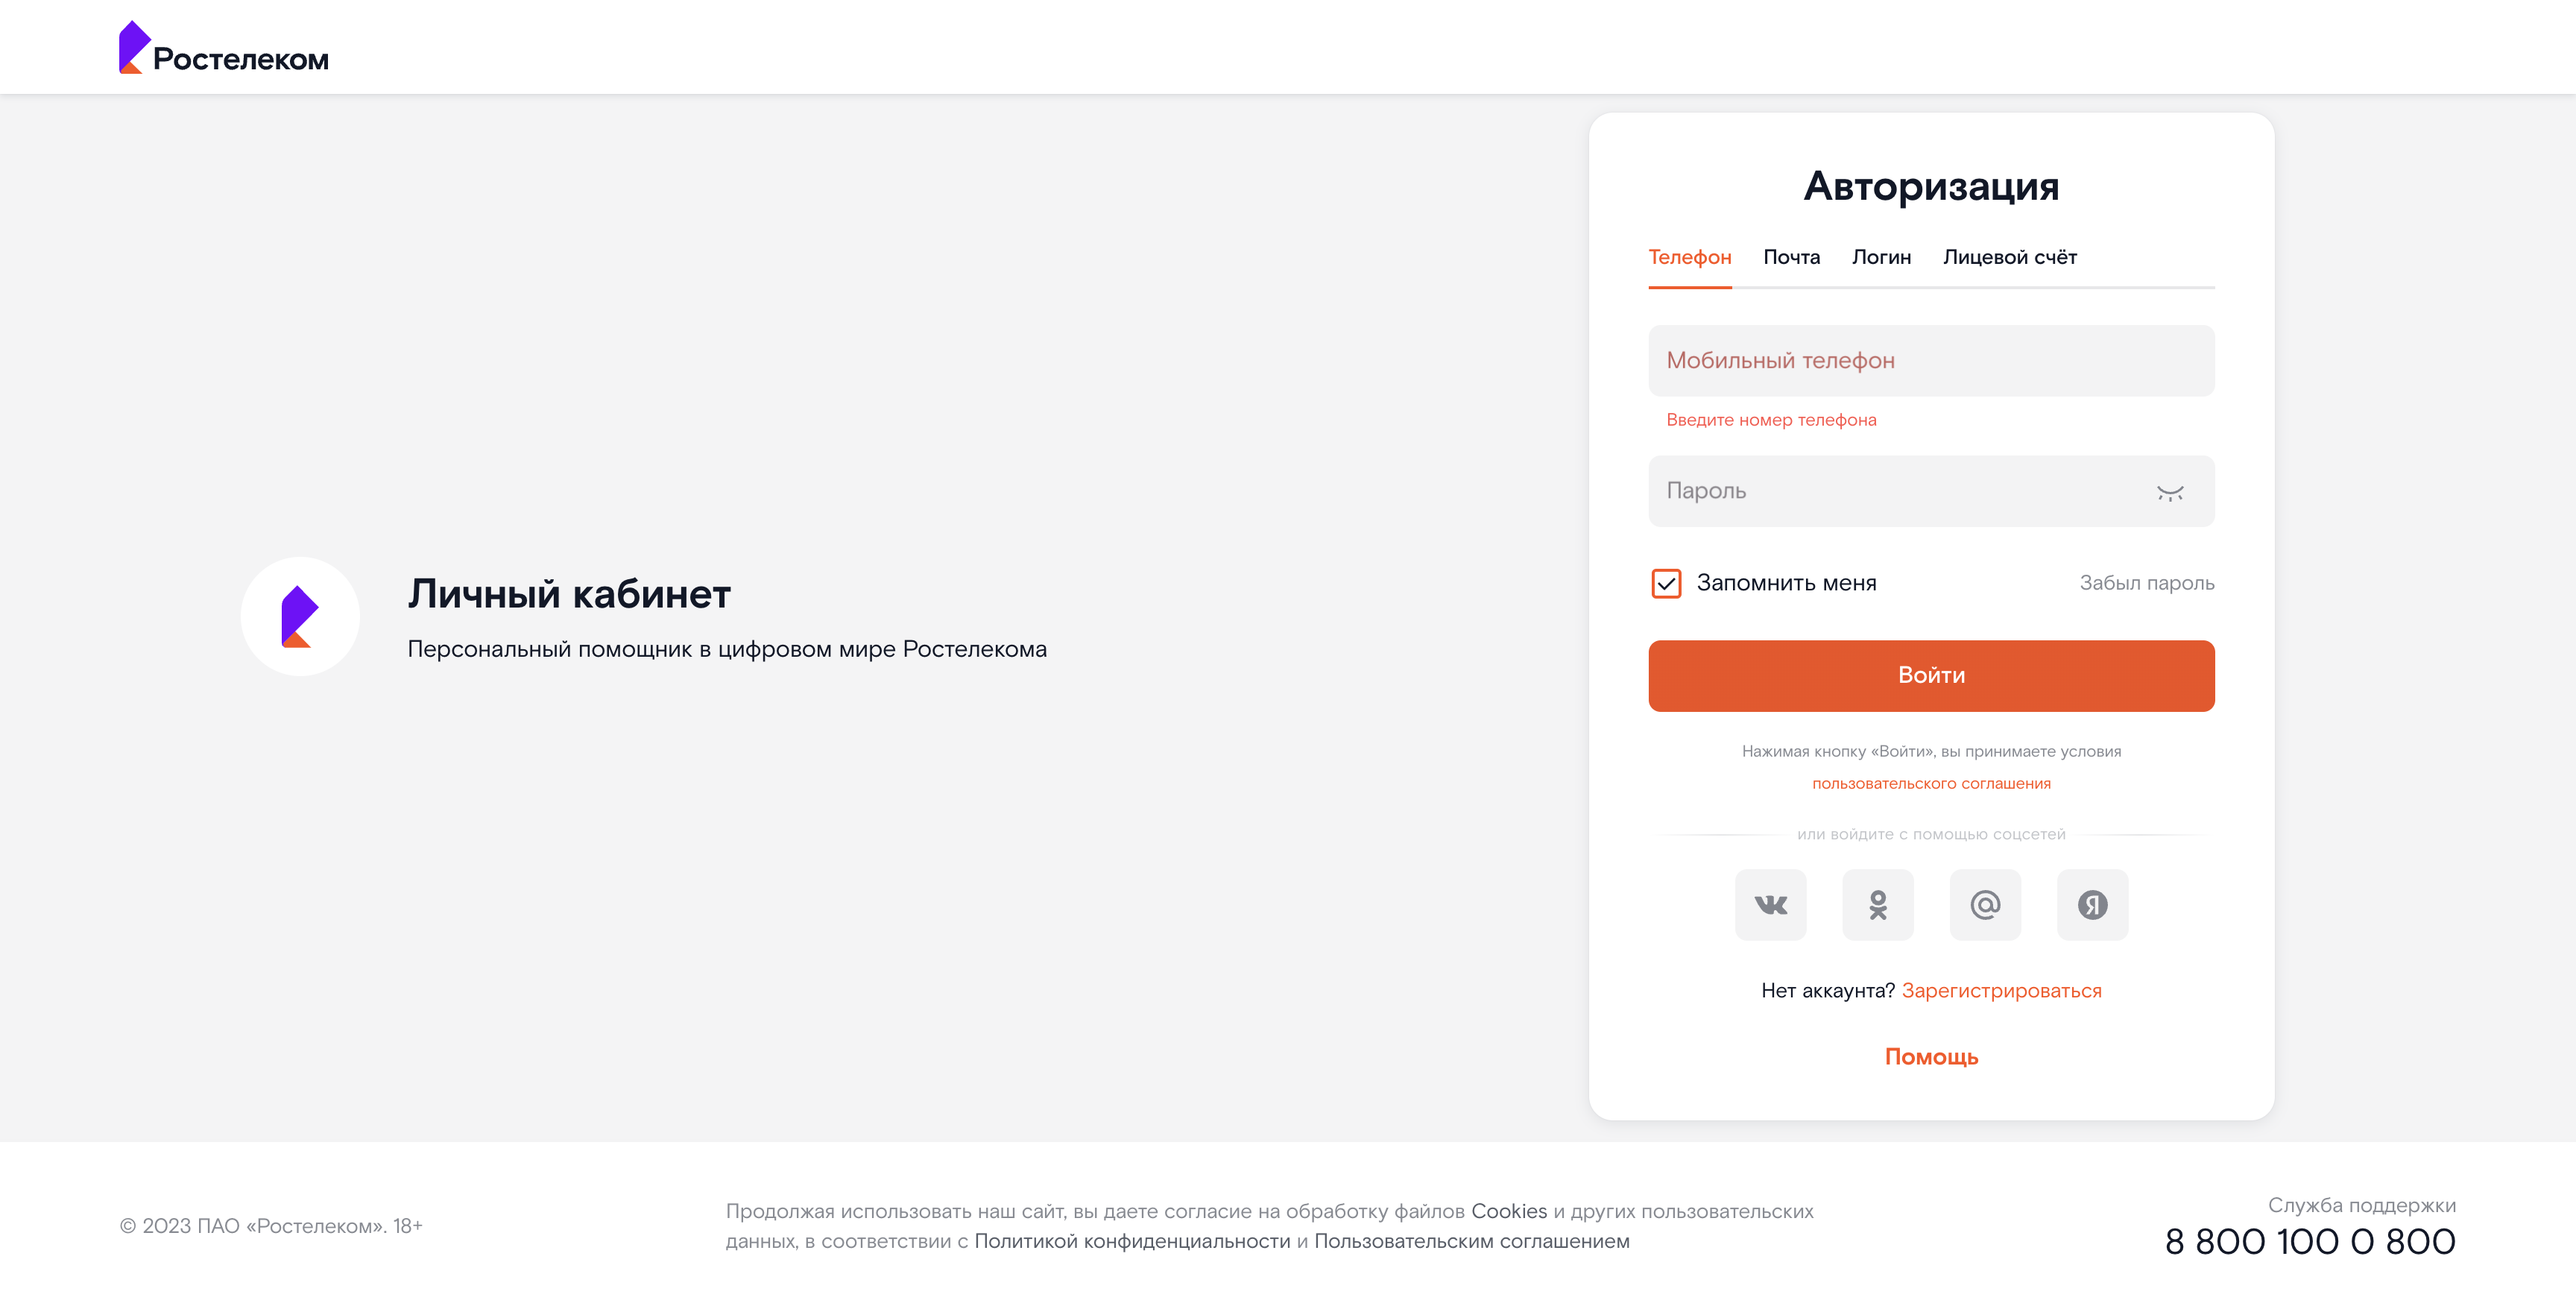 Ростелеком
Личный кабинет
Персональный помощник в цифровом мире Ростелекома
Авторизация
Телефон Почта Логин Лицевой счёт
Мобильный телефон
Введите номер телефона
Пароль
Запомнить меня Забыл пароль
Войти
Нажимая кнопку «Войти», вы принимаете условия
пользовательского соглашения
или войдите с помощью соцсетей
Нет аккаунта? Зарегистрироваться
Помощь
© 2023 ПАО «Ростелеком». 18+
Продолжая использовать наш сайт, вы даете согласие на обработку файлов Cookies и других пользовательских
данных, в соответствии с Политикой конфиденциальности и Пользовательским соглашением
Служба поддержки
8 800 100 0 800